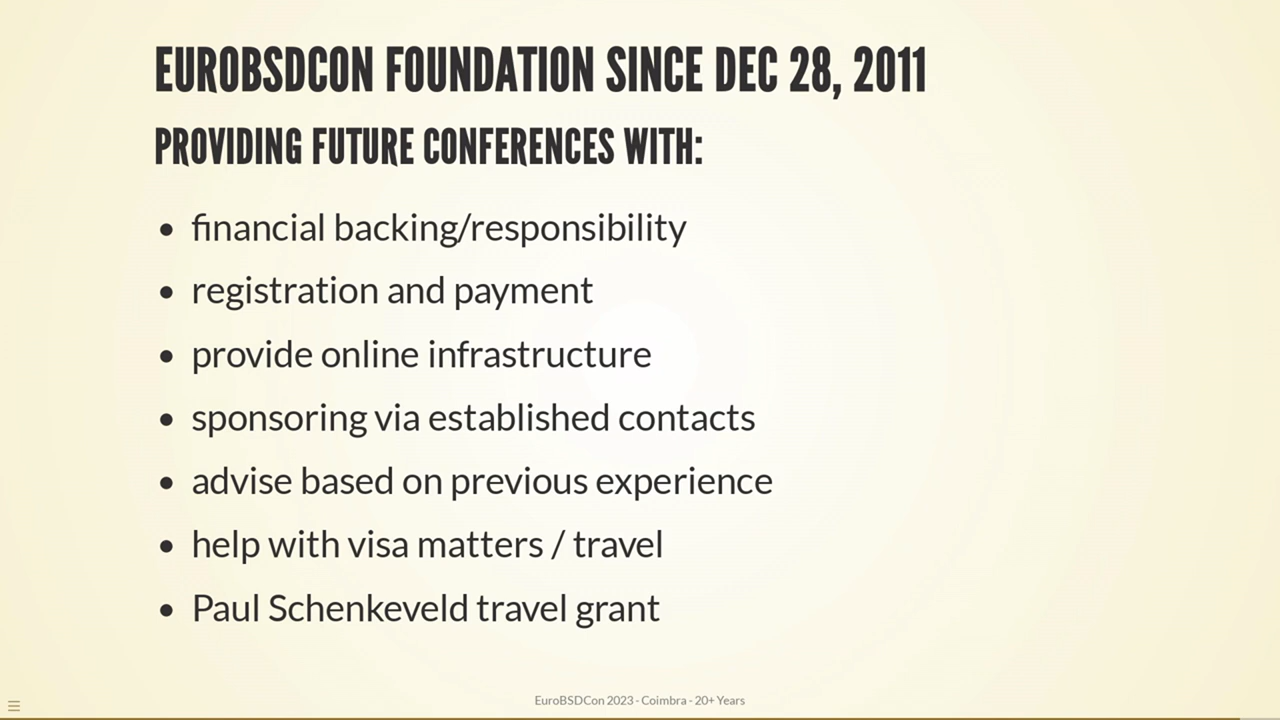 EUROBSDCON FOUNDATION SINCE DEC 28, 2011
PROVIDING FUTURE CONFERENCES WITH:
• financial backing/responsibility
• registration and payment
• provide online infrastructure
• sponsoring via established contacts
• advise based on previous experience
• help with visa matters / travel
• Paul Schenkeveld travel grant
EuroBSDCon 2023 - Coimbra - 20+ Years